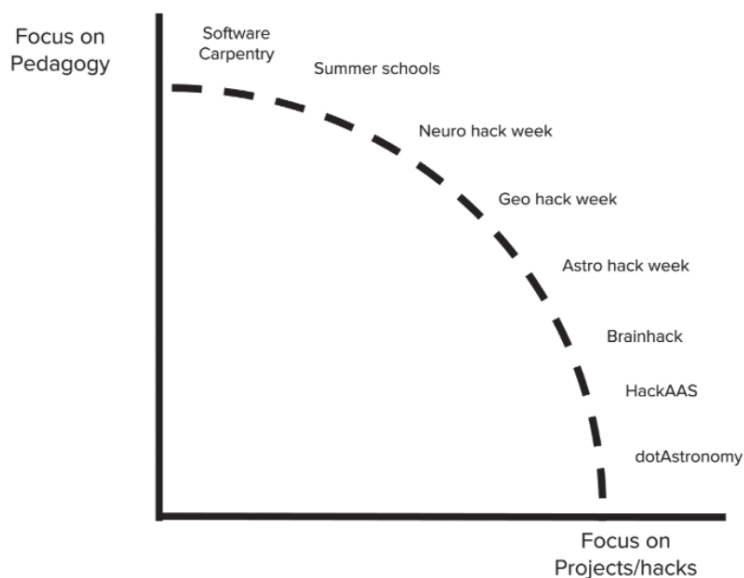 Focus on
Pedagogy
Software
Carpentry
Summer schools
Neuro hack week
Geo hack week
Astro hack week
Brainhack
HackAAS
dotAstronomy
Focus on
Projects/hacks